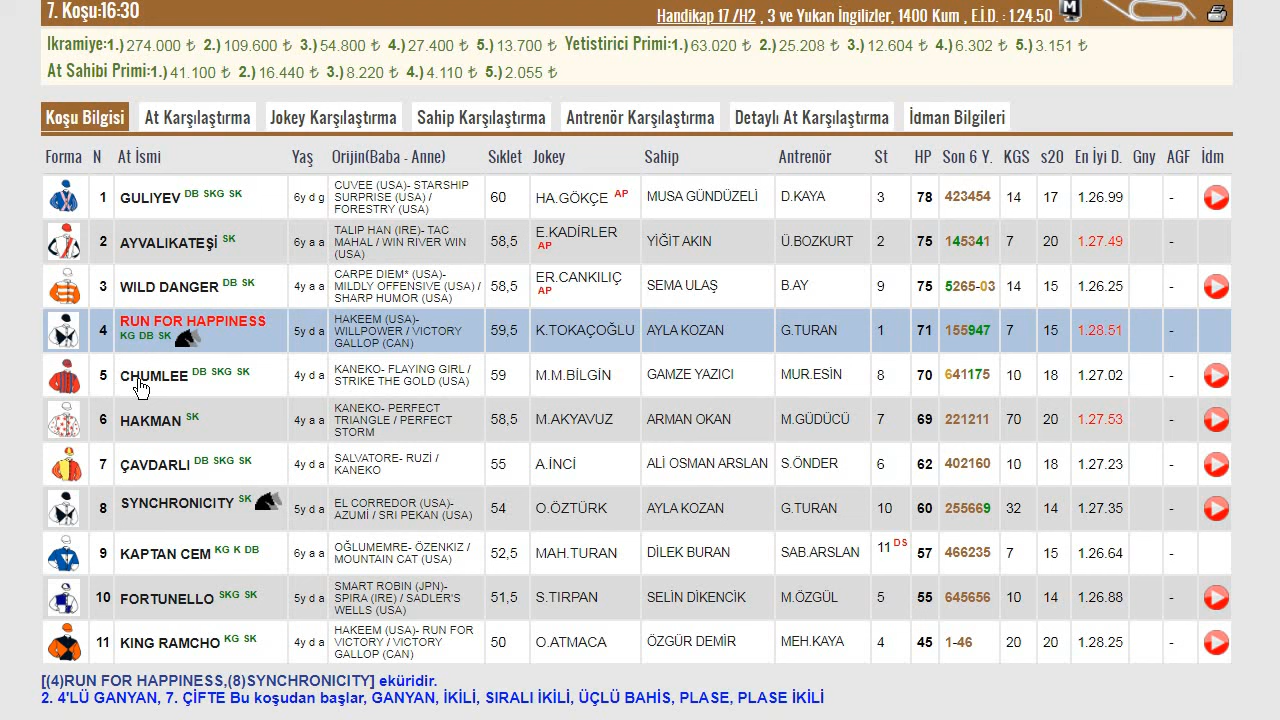 7. Koşu:16:30
Handikap 17 /H2 , 3 ve Yukarı İngilizler, 1400 Kum , E.İ.D. : 1.24.50
M
Ikramiye:1.) 274.000 ₺ 2.) 109.600 ₺ 3.) 54.800 ₺ 4.) 27.400 ₺ 5.) 13.700 ₺ Yetistirici Primi:1.) 63.020 ₺ 2.) 25.208 ₺ 3.) 12.604 ₺ 4.) 6.302 ₺ 5.) 3.151 ₺
At Sahibi Primi:1.) 41.100 ₺ 2.) 16.440 ₺ 3.) 8.220 ₺ 4.) 4.110 ₺ 5.) 2.055 ₺
Koşu Bilgisi At Karşılaştırma Jokey Karşılaştırma Sahip Karşılaştırma Antrenör Karşılaştırma Detaylı At Karşılaştırma İdman Bilgileri
Forma N At İsmi Yaş Orijin(Baba - Anne) Sıklet Jokey Sahip Antrenör St HP Son 6 Y. KGS s20 En İyi D. Gny AGF İdm
1 GULIYEV DB SKG SK 6y d g CUVEE (USA)- STARSHIP SURPRISE (USA) / FORESTRY (USA) 60 HA.GÖKÇE AP MUSA GÜNDÜZELİ D.KAYA 3 78 423454 14 17 1.26.99 -
2 AYVALIKATEŞİ SK 6y a a TALIP HAN (IRE)- TAC MAHAL / WIN RIVER WIN (USA) 58,5 E.KADİRLER AP YİĞİT AKIN Ü.BOZKURT 2 75 145341 7 20 1.27.49 -
3 WILD DANGER DB SK 4y a a CARPE DIEM* (USA)- MILDLY OFFENSIVE (USA) / SHARP HUMOR (USA) 58,5 ER.CANKILIÇ AP SEMA ULAŞ B.AY 9 75 5265-03 14 15 1.26.25 -
4 RUN FOR HAPPINESS KG DB SK 5y d a HAKEEM (USA)- WILLPOWER / VICTORY GALLOP (CAN) 59,5 K.TOKAÇOĞLU AYLA KOZAN G.TURAN 1 71 155947 7 15 1.28.51 -
5 CHUMLEE DB SKG SK 4y d a KANEKO- FLAYING GIRL / STRIKE THE GOLD (USA) 59 M.M.BİLGİN GAMZE YAZICI MUR.ESİN 8 70 641175 10 18 1.27.02 -
6 HAKMAN SK 4y a a KANEKO- PERFECT TRIANGLE / PERFECT STORM 58,5 M.AKYAVUZ ARMAN OKAN M.GÜDÜCÜ 7 69 221211 70 20 1.27.53 -
7 ÇAVDARLI DB SKG SK 4y d a SALVATORE- RUZİ / KANEKO 55 A.İNCİ ALİ OSMAN ARSLAN S.ÖNDER 6 62 402160 10 18 1.27.23 -
8 SYNCHRONICITY SK 5y d a EL CORREDOR (USA)- AZUMI / SRI PEKAN (USA) 54 O.ÖZTÜRK AYLA KOZAN G.TURAN 10 60 255669 32 14 1.27.35 -
9 KAPTAN CEM KG K DB 6y a a OĞLUMEMRE- ÖZENKIZ / MOUNTAIN CAT (USA) 52,5 MAH.TURAN DİLEK BURAN SAB.ARSLAN 11 DS 57 466235 7 15 1.26.64 -
10 FORTUNELLO SKG SK 5y d a SMART ROBIN (JPN)- SPIRA (IRE) / SADLER'S WELLS (USA) 51,5 S.TIRPAN SELİN DİKENCİK M.ÖZGÜL 5 55 645656 10 14 1.26.88 -
11 KING RAMCHO KG SK 4y d a HAKEEM (USA)- RUN FOR VICTORY / VICTORY GALLOP (CAN) 50 O.ATMACA ÖZGÜR DEMİR MEH.KAYA 4 45 1-46 20 20 1.28.25 -
[(4)RUN FOR HAPPINESS,(8)SYNCHRONICITY] eküridir.
2. 4'LÜ GANYAN, 7. ÇİFTE Bu koşudan başlar, GANYAN, İKİLİ, SIRALI İKİLİ, ÜÇLÜ BAHİS, PLASE, PLASE İKİLİ